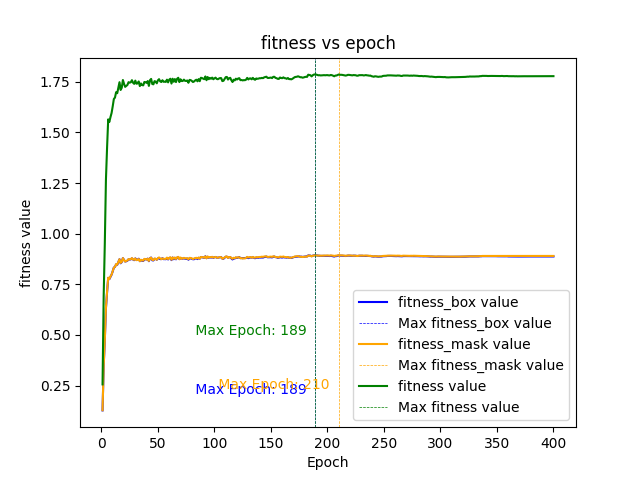 fitness vs epoch
fitness value
1.75
1.50
1.25
1.00
0.75
0.50
0.25
Max Epoch: 189
Max Epoch: 210
Max Epoch: 189
fitness_box value
Max fitness_box value
fitness_mask value
Max fitness_mask value
fitness value
Max fitness value
0 50 100 150 200 250 300 350 400
Epoch